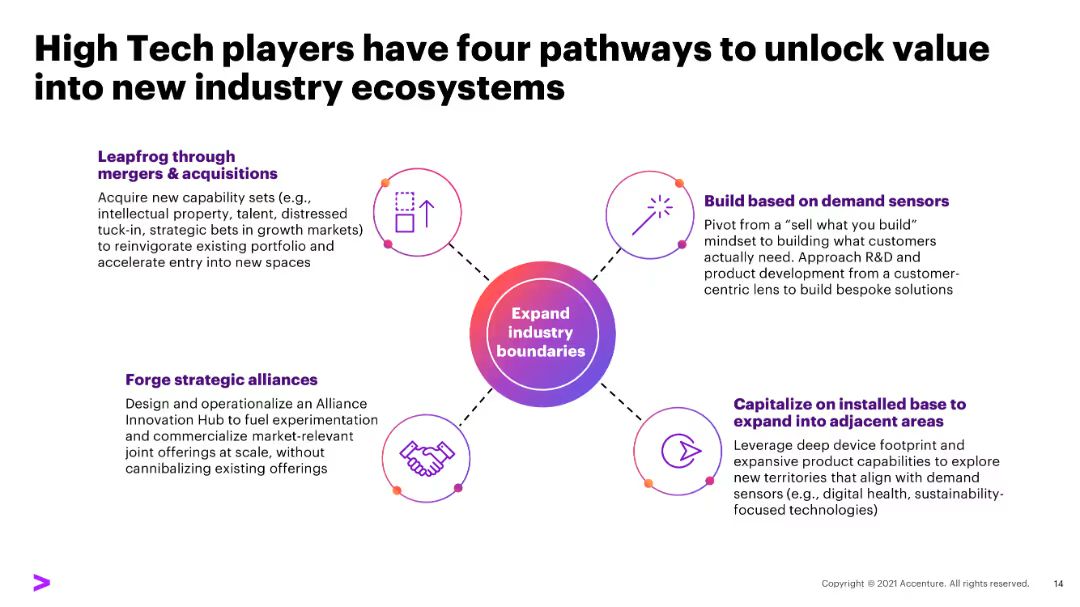 High Tech players have four pathways to unlock value
into new industry ecosystems
Leapfrog through
mergers & acquisitions
Acquire new capability sets (e.g.,
intellectual property, talent, distressed
tuck-in, strategic bets in growth markets)
to reinvigorate existing portfolio and
accelerate entry into new spaces
Build based on demand sensors
Pivot from a “sell what you build”
mindset to building what customers
actually need. Approach R&D and
product development from a customer-
centric lens to build bespoke solutions
Expand
industry
boundaries
Forge strategic alliances
Design and operationalize an Alliance
Innovation Hub to fuel experimentation
and commercialize market-relevant
joint offerings at scale, without
cannibalizing existing offerings
Capitalize on installed base to
expand into adjacent areas
Leverage deep device footprint and
expansive product capabilities to explore
new territories that align with demand
sensors (e.g., digital health, sustainability-
focused technologies)
Copyright © 2021 Accenture. All rights reserved.
14